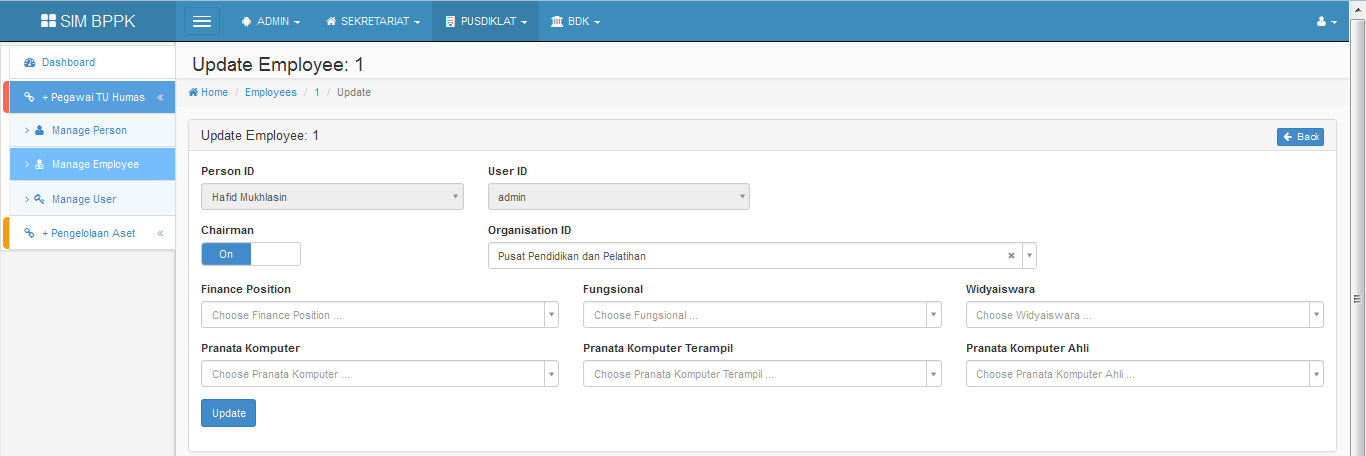 SIM BPPK ADMIN SEKRETARIAT PUSDIKLAT BDK
Dashboard
+ Pegawai TU Humas «
> Manage Person
> Manage Employee
> Manage User
+ Pengelolaan Aset «
Update Employee: 1
Home / Employees / 1 / Update
Update Employee: 1 Back
Person ID User ID
Hafid Mukhlasin admin
Chairman Organisation ID
On Pusat Pendidikan dan Pelatihan ×
Finance Position Fungsional Widyaiswara
Choose Finance Position ... Choose Fungsional ... Choose Widyaiswara ...
Pranata Komputer Pranata Komputer Terampil Pranata Komputer Ahli
Choose Pranata Komputer ... Choose Pranata Komputer Terampil ... Choose Pranata Komputer Ahli ...
Update